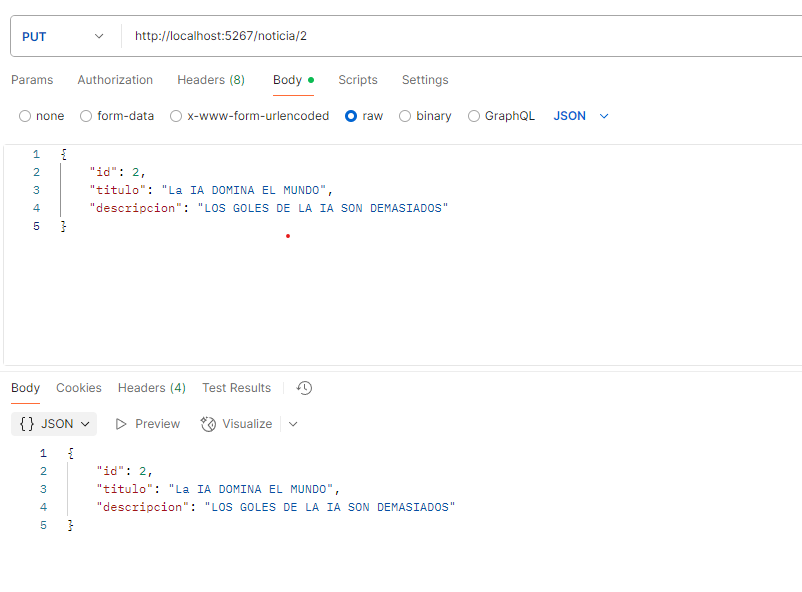 PUT http://localhost:5267/noticia/2
Params Authorization Headers (8) Body Scripts Settings
none form-data x-www-form-urlencoded raw binary GraphQL JSON
1 {
2 "id": 2,
3 "titulo": "La IA DOMINA EL MUNDO",
4 "descripcion": "LOS GOLES DE LA IA SON DEMASIADOS"
5 }
Body Cookies Headers (4) Test Results
{} JSON Preview Visualize
1 {
2 "id": 2,
3 "titulo": "La IA DOMINA EL MUNDO",
4 "descripcion": "LOS GOLES DE LA IA SON DEMASIADOS"
5 }